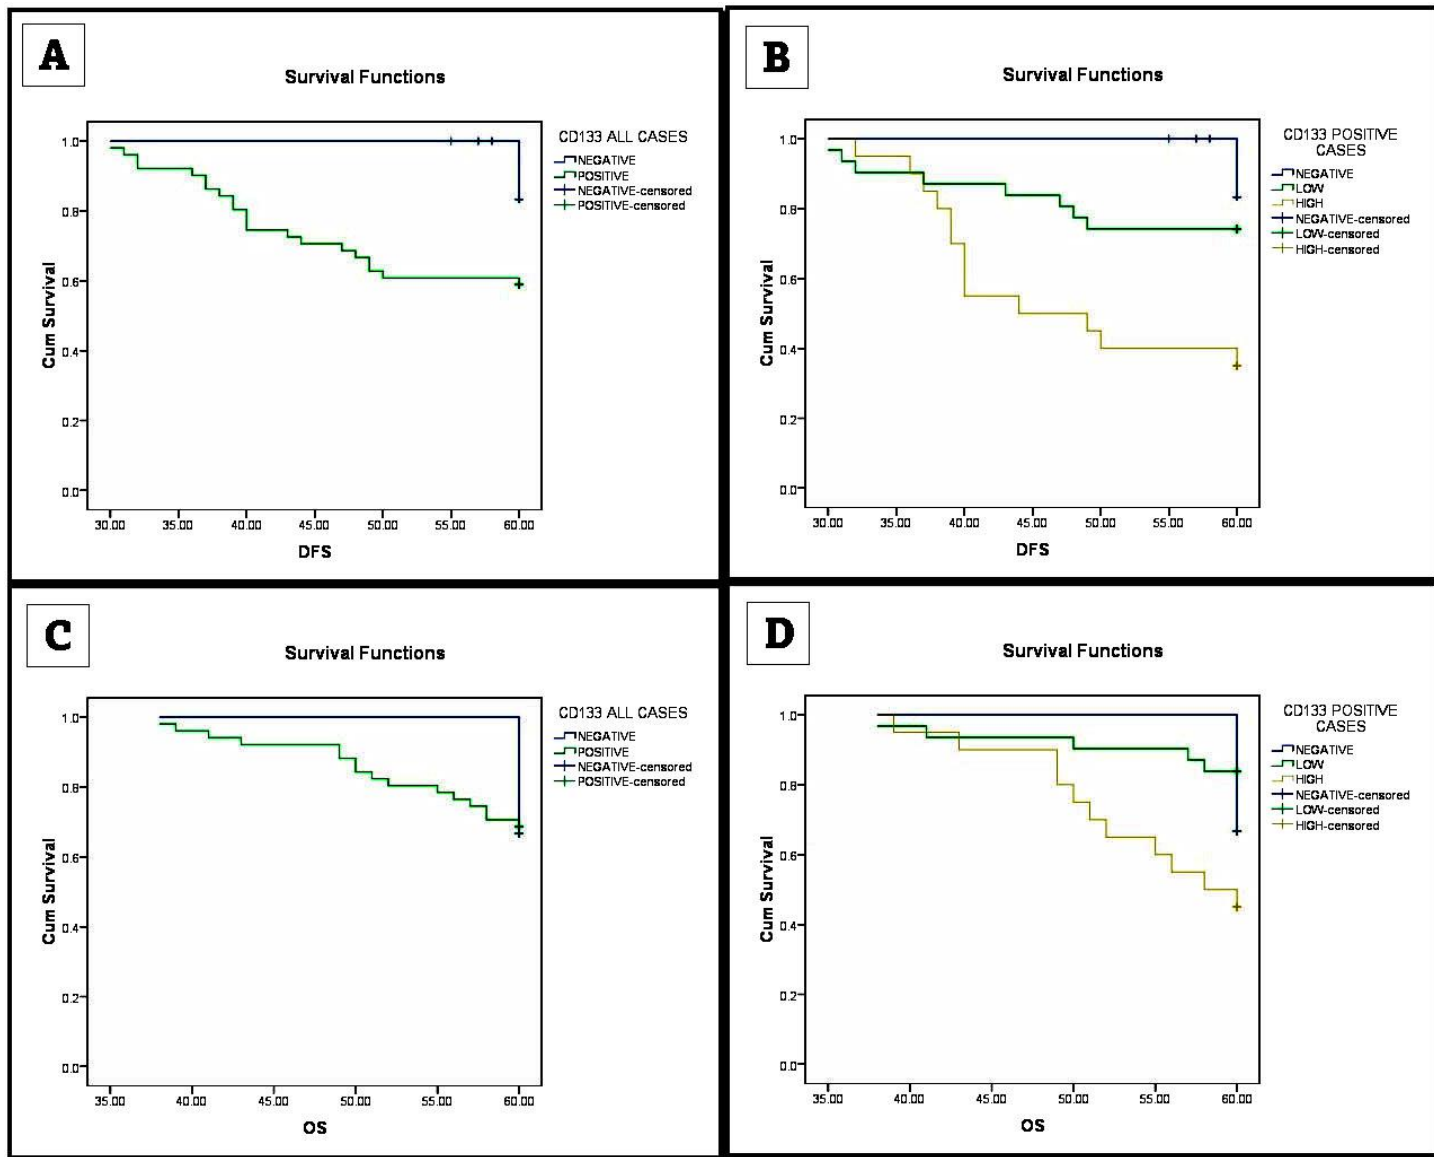 A
Survival Functions
1.0
0.8
0.6
0.4
0.2
0.0
Cum Survival
30.00 35.00 40.00 45.00 50.00 55.00 60.00
DFS
CD133 ALL CASES
NEGATIVE
POSITIVE
NEGATIVE-censored
POSITIVE-censored
B
Survival Functions
1.0
0.8
0.6
0.4
0.2
0.0
Cum Survival
30.00 35.00 40.00 45.00 50.00 55.00 60.00
DFS
CD133 POSITIVE
CASES
NEGATIVE
LOW
HIGH
NEGATIVE-censored
LOW-censored
HIGH-censored
C
Survival Functions
1.0
0.8
0.6
0.4
0.2
0.0
Cum Survival
35.00 40.00 45.00 50.00 55.00 60.00
OS
CD133 ALL CASES
NEGATIVE
POSITIVE
NEGATIVE-censored
POSITIVE-censored
D
Survival Functions
1.0
0.8
0.6
0.4
0.2
0.0
Cum Survival
35.00 40.00 45.00 50.00 55.00 60.00
OS
CD133 POSITIVE
CASES
NEGATIVE
LOW
HIGH
NEGATIVE-censored
LOW-censored
HIGH-censored